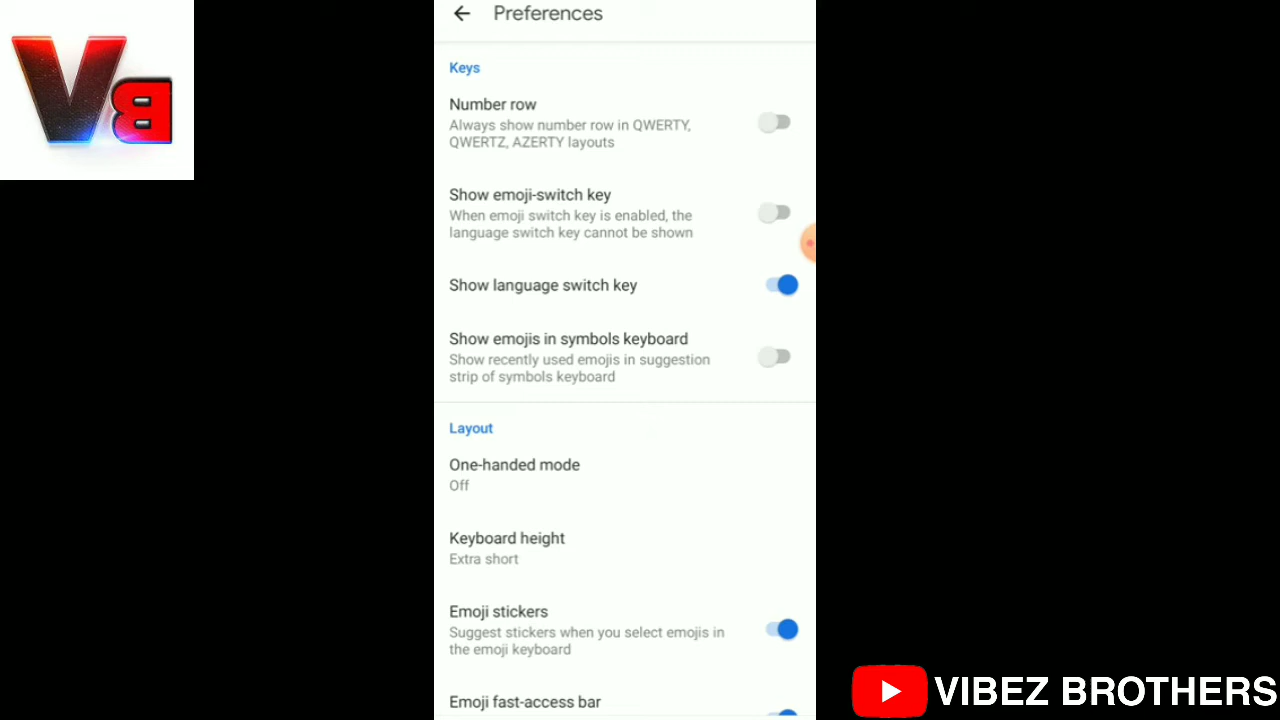 VB
Preferences
Keys
Number row
Always show number row in QWERTY,
QWERTZ, AZERTY layouts
Show emoji-switch key
When emoji switch key is enabled, the
language switch key cannot be shown
Show language switch key
Show emojis in symbols keyboard
Show recently used emojis in suggestion
strip of symbols keyboard
Layout
One-handed mode
Off
Keyboard height
Extra short
Emoji stickers
Suggest stickers when you select emojis in
the emoji keyboard
Emoji fast-access bar
VIBEZ BROTHERS